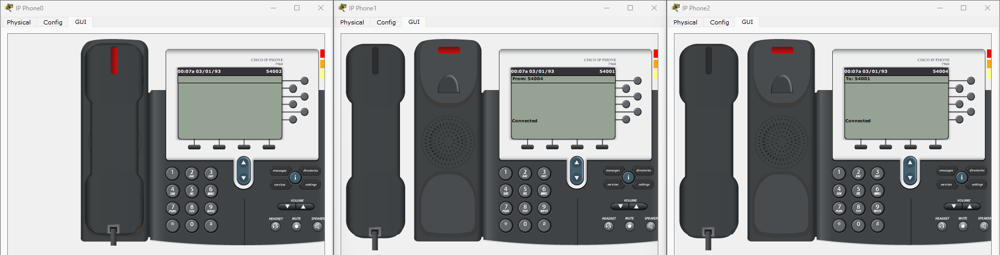 IP Phone0
Physical Config GUI
CISCO IP PHONE
7960
00:07a 03/01/93 54002
1 2 ABC 3 DEF
4 GHI 5 JKL 6 MNO
7 PQRS 8 TUV 9 WXYZ
* 0 #
messages directories
i
services settings
VOLUME
HEADSET MUTE SPEAKER
IP Phone1
Physical Config GUI
CISCO IP PHONE
7960
00:07a 03/01/93 54001
From: 54004
Connected
1 2 ABC 3 DEF
4 GHI 5 JKL 6 MNO
7 PQRS 8 TUV 9 WXYZ
* 0 #
messages directories
i
services settings
VOLUME
HEADSET MUTE SPEAKER
IP Phone2
Physical Config GUI
CISCO IP PHONE
7960
00:07a 03/01/93 54004
To: 54001
Connected
1 2 ABC 3 DEF
4 GHI 5 JKL 6 MNO
7 PQRS 8 TUV 9 WXYZ
* 0 #
messages directories
i
services settings
VOLUME
HEADSET MUTE SPEAKER